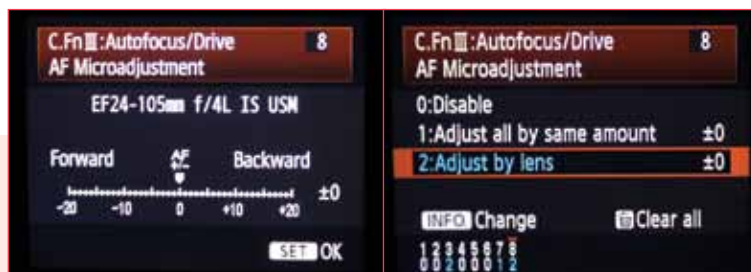 C.Fn III:Autofocus/Drive 8
AF Microadjustment
EF24-105mm f/4L IS USM
Forward AF Backward
-20 -10 0 +10 +20 ±0
SET OK
C.Fn III:Autofocus/Drive 8
AF Microadjustment
0:Disable
1:Adjust all by same amount ±0
2:Adjust by lens ±0
INFO. Change Clear all
1 2 3 4 5 6 7 8
0 0 2 0 0 0 1 2